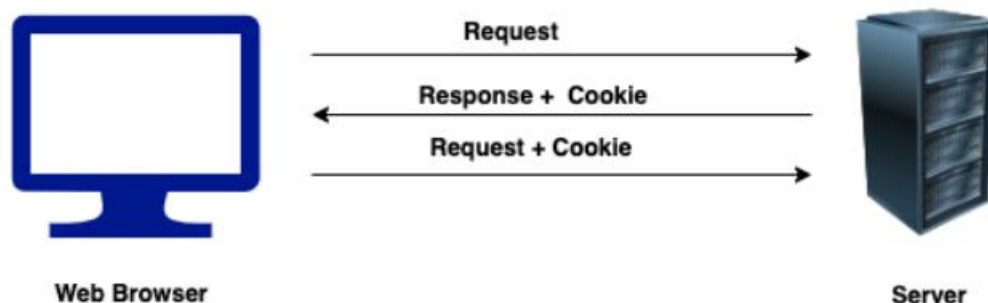 Request
Response + Cookie
Request + Cookie
Web Browser
Server